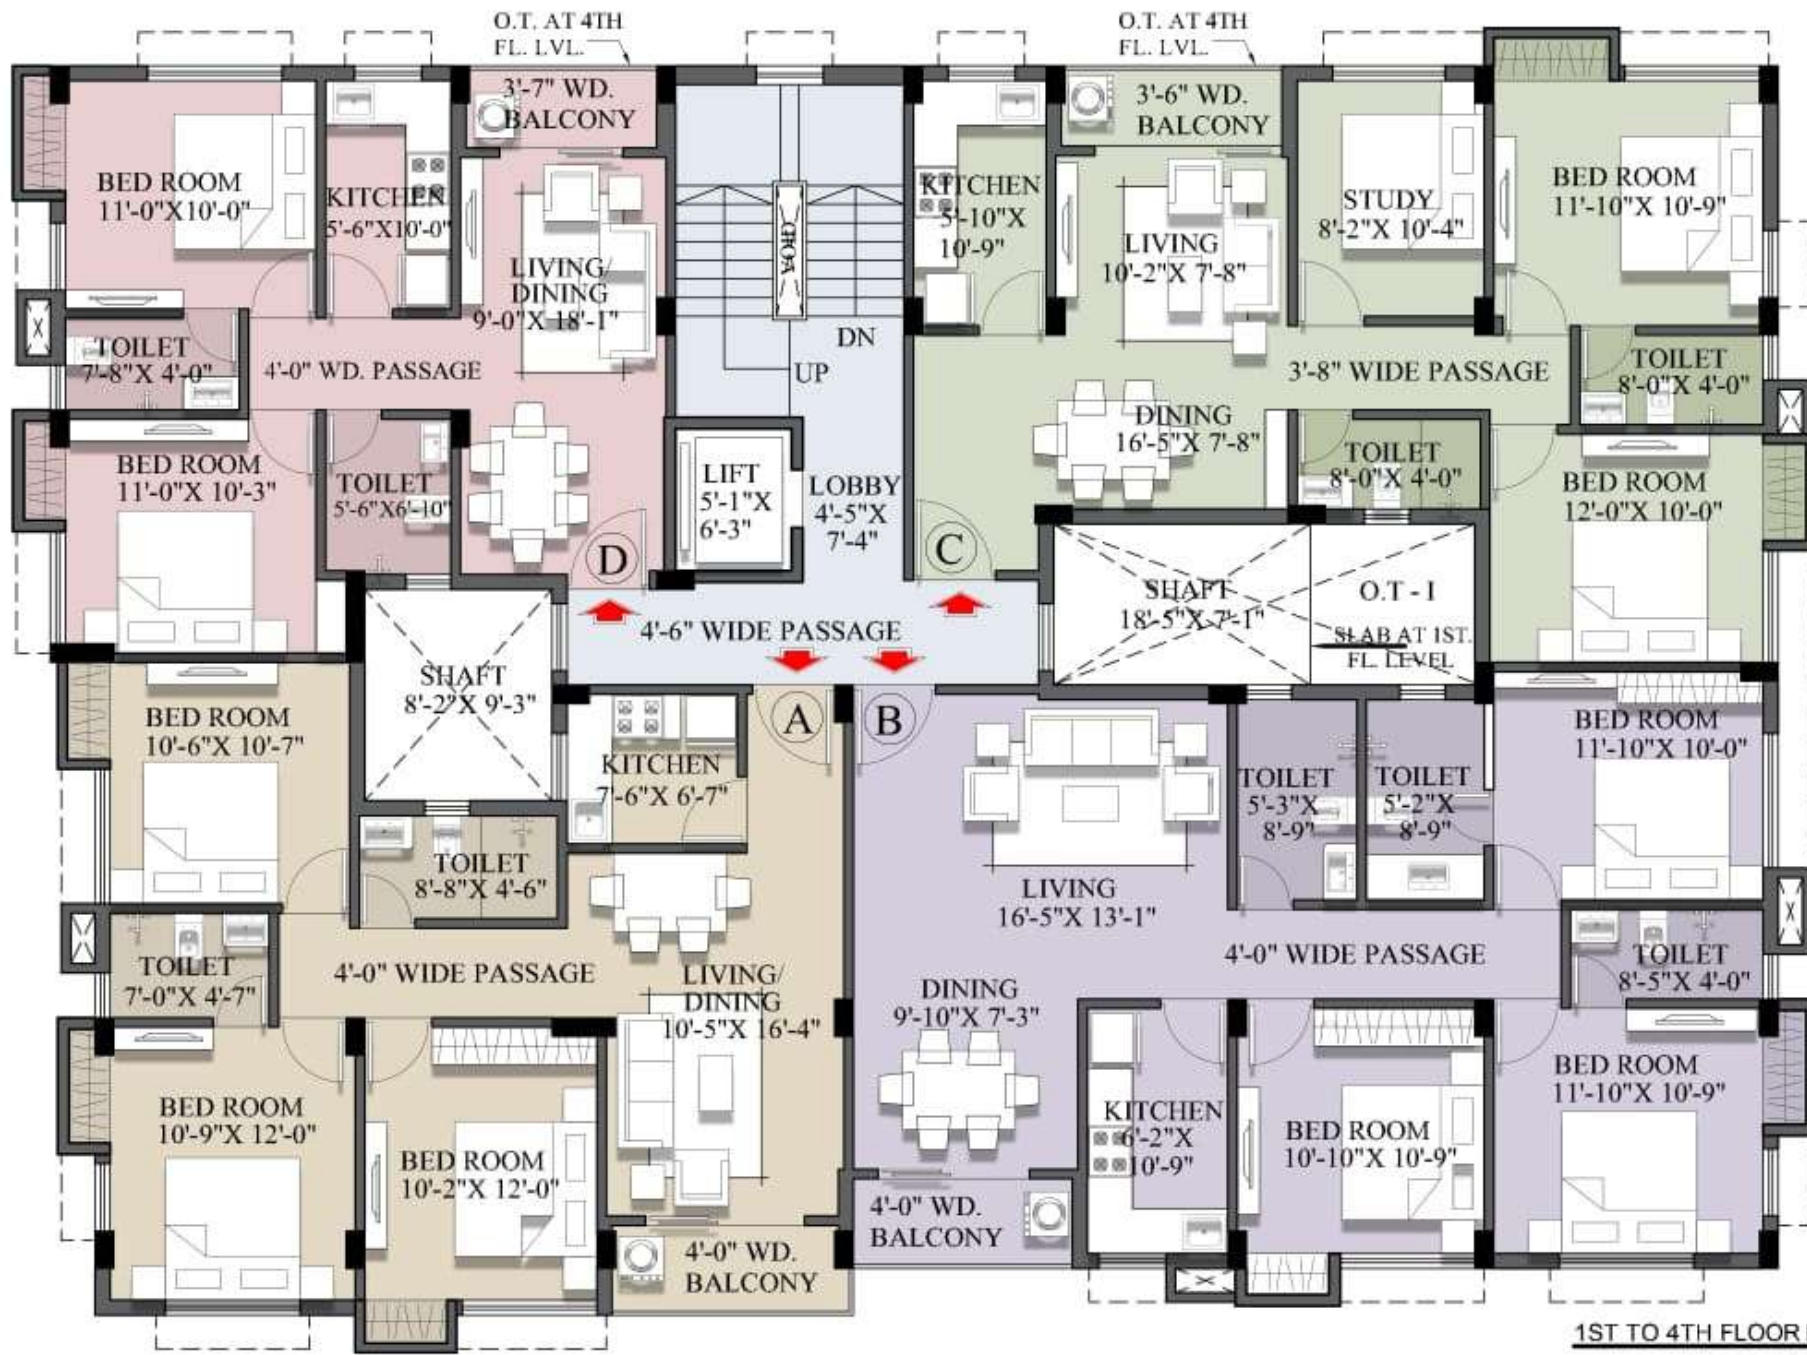 O.T. AT 4TH
FL. LVL.
O.T. AT 4TH
FL. LVL.
3'-7" WD.
BALCONY
3'-6" WD.
BALCONY
BED ROOM
11'-0"X10'-0"
KITCHEN
5'-6"X10'-0"
LIVING/
DINING
9'-0"X 18'-1"
KITCHEN
5'-10"X
10'-9"
LIVING
10'-2"X 7'-8"
STUDY
8'-2"X 10'-4"
BED ROOM
11'-10"X 10'-9"
DN
UP
TOILET
7'-8"X 4'-0"
4'-0" WD. PASSAGE
3'-8" WIDE PASSAGE
TOILET
8'-0"X 4'-0"
DINING
16'-5"X 7'-8"
TOILET
8'-0"X 4'-0"
BED ROOM
11'-0"X 10'-3"
TOILET
5'-6"X6'-10"
LIFT
5'-1"X
6'-3"
LOBBY
4'-5"X
7'-4"
BED ROOM
12'-0"X 10'-0"
D
C
SHAFT
18'-5"X 7'-1"
O.T - I
SLAB AT 1ST.
FL. LEVEL
4'-6" WIDE PASSAGE
SHAFT
8'-2"X 9'-3"
A
B
BED ROOM
10'-6"X 10'-7"
KITCHEN
7'-6"X 6'-7"
TOILET
5'-3"X
8'-9"
TOILET
5'-2"X
8'-9"
BED ROOM
11'-10"X 10'-0"
TOILET
8'-8"X 4'-6"
LIVING
16'-5"X 13'-1"
TOILET
7'-0"X 4'-7"
4'-0" WIDE PASSAGE
LIVING/
DINING
10'-5"X 16'-4"
DINING
9'-10"X 7'-3"
4'-0" WIDE PASSAGE
TOILET
8'-5"X 4'-0"
BED ROOM
10'-9"X 12'-0"
BED ROOM
10'-2"X 12'-0"
KITCHEN
6'-2"X
10'-9"
BED ROOM
10'-10"X 10'-9"
BED ROOM
11'-10"X 10'-9"
4'-0" WD.
BALCONY
4'-0" WD.
BALCONY
1ST TO 4TH FLOOR